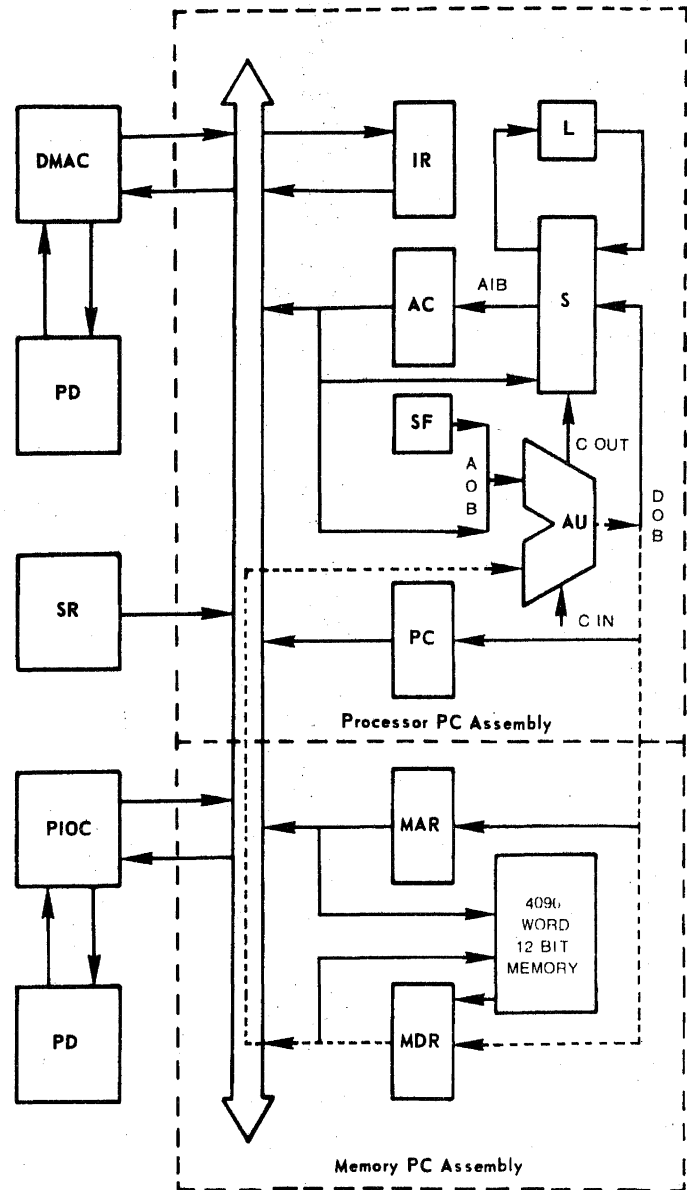 DMAC
IR
L
AC
AIB
S
PD
SF
A
O
B
C OUT
AU
D
O
B
SR
PC
C IN
Processor PC Assembly
PIOC
MAR
4096
WORD
12 BIT
MEMORY
PD
MDR
Memory PC Assembly